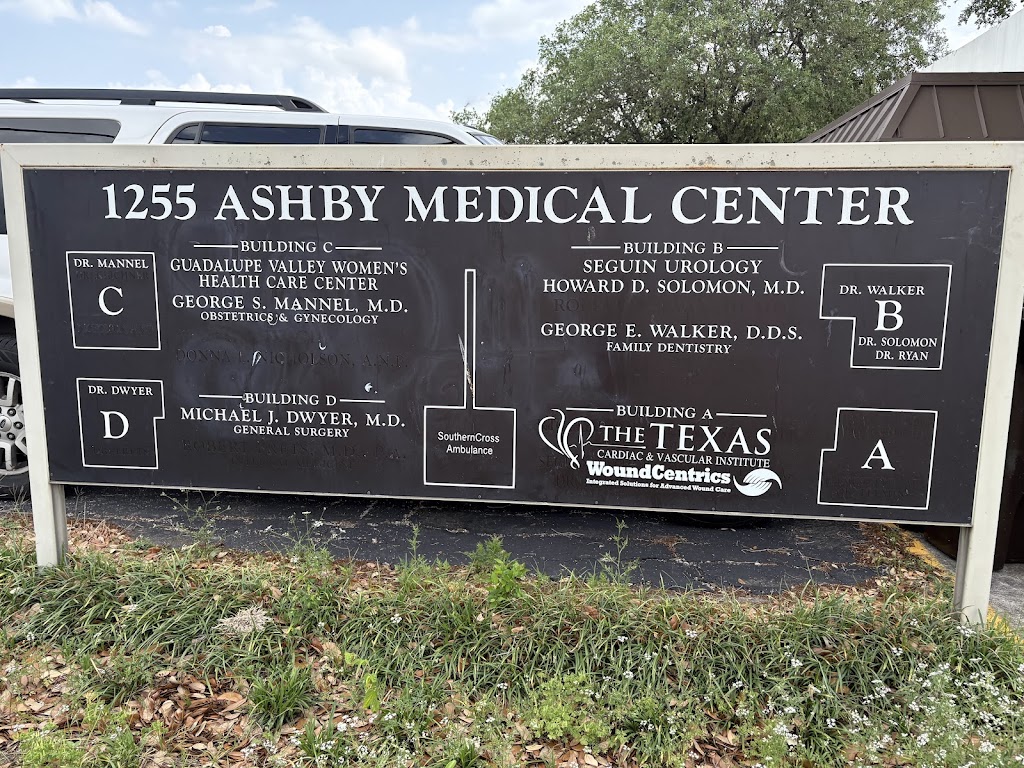 1255 ASHBY MEDICAL CENTER
BUILDING C
DR. MANNEL
C
GUADALUPE VALLEY WOMEN'S
HEALTH CARE CENTER
GEORGE S. MANNEL, M.D.
OBSTETRICS & GYNECOLOGY
DONNA L. NICHOLSON, A.N.P.
BUILDING D
DR. DWYER
D
MICHAEL J. DWYER, M.D.
GENERAL SURGERY
SouthernCross
Ambulance
BUILDING B
SEGUIN UROLOGY
HOWARD D. SOLOMON, M.D.
GEORGE E. WALKER, D.D.S.
FAMILY DENTISTRY
DR. WALKER
B
DR. SOLOMON
DR. RYAN
BUILDING A
THE TEXAS
CARDIAC & VASCULAR INSTITUTE
WoundCentrics
Integrated Solutions for Advanced Wound Care
A